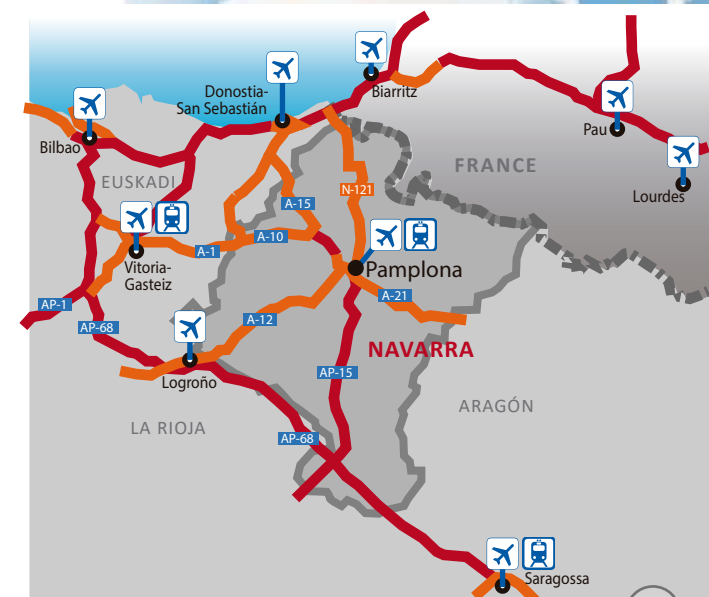 Donostia-
San Sebastián
Biarritz
Bilbao
Pau
FRANCE
EUSKADI
N-121
Lourdes
A-15
A-10
A-1
Vitoria-
Gasteiz
Pamplona
A-21
AP-1
AP-68
A-12
NAVARRA
Logroño
AP-15
ARAGÓN
LA RIOJA
AP-68
Saragossa